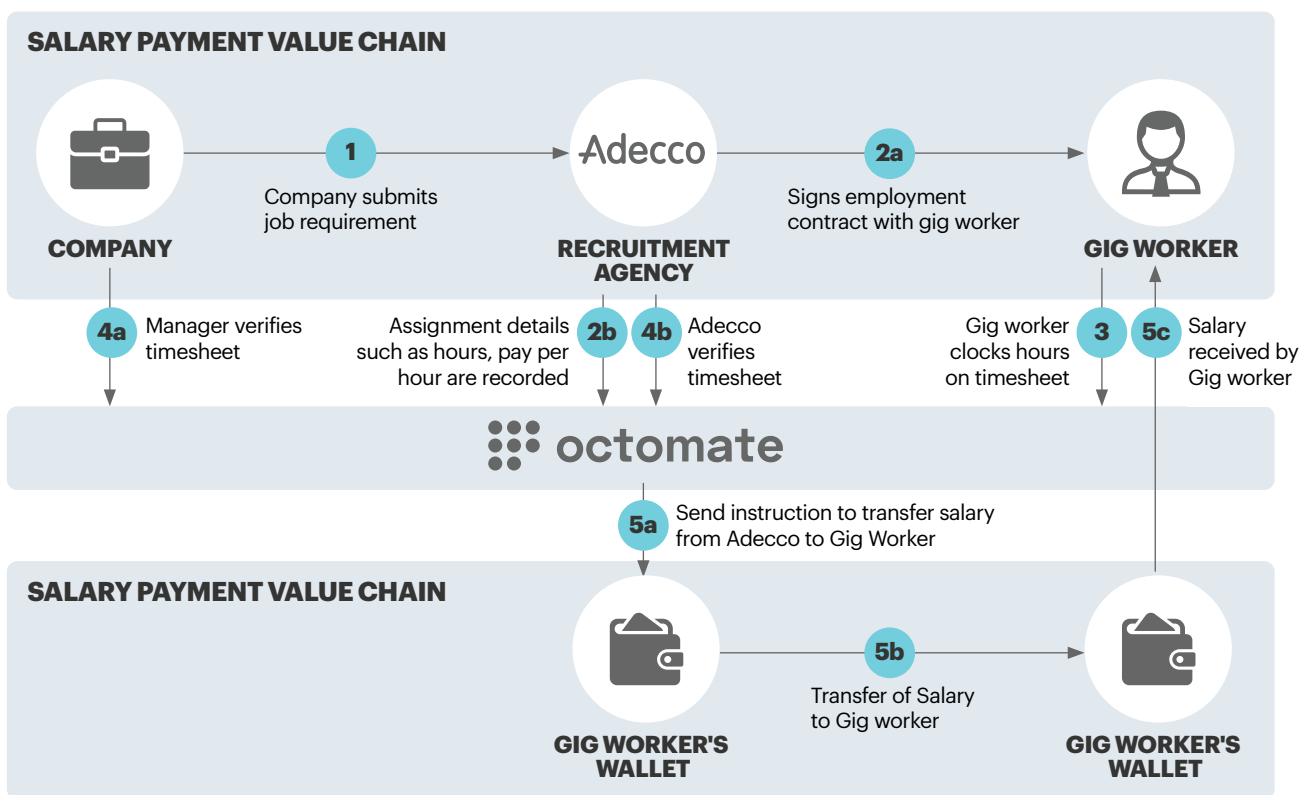 SALARY PAYMENT VALUE CHAIN
1
Company submits
job requirement
COMPANY
Adecco
RECRUITMENT
AGENCY
2a
Signs employment
contract with gig worker
GIG WORKER
4a
Manager verifies
timesheet
Assignment details
such as hours, pay per
hour are recorded
2b
4b
Adecco
verifies
timesheet
Gig worker
clocks hours
on timesheet
3
5c
Salary
received by
Gig worker
octomate
5a
Send instruction to transfer salary
from Adecco to Gig Worker
SALARY PAYMENT VALUE CHAIN
GIG WORKER'S
WALLET
5b
Transfer of Salary
to Gig worker
GIG WORKER'S
WALLET